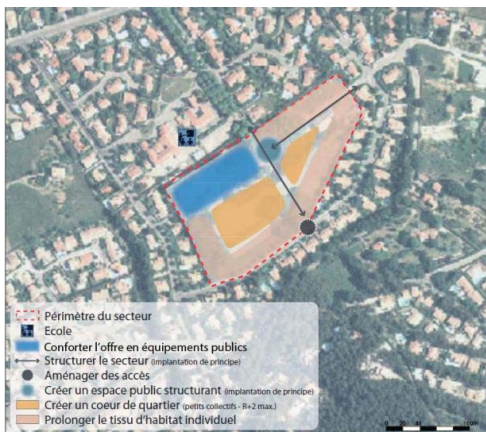 Périmètre du secteur
Ecole
Conforter l'offre en équipements publics
Structurer le secteur (implantation de principe)
Aménager des accès
Créer un espace public structurant (implantation de principe)
Créer un coeur de quartier (petits collectifs - R+2 max.)
Prolonger le tissu d'habitat individuel